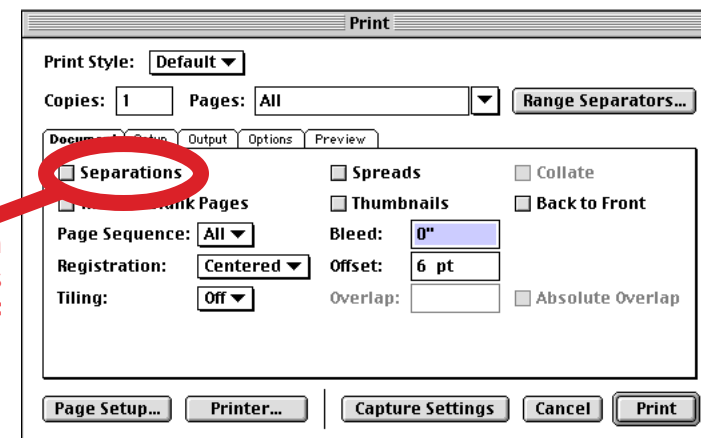 Print
Print Style: Default
Copies: 1 Pages: All Range Separators...
Document Setup Output Options Preview
Separations Spreads Collate
Pages Thumbnails Back to Front
Page Sequence: All Bleed: 0"
Registration: Centered Offset: 6 pt
Tiling: Off Overlap: Absolute Overlap
Page Setup... Printer... Capture Settings Cancel Print